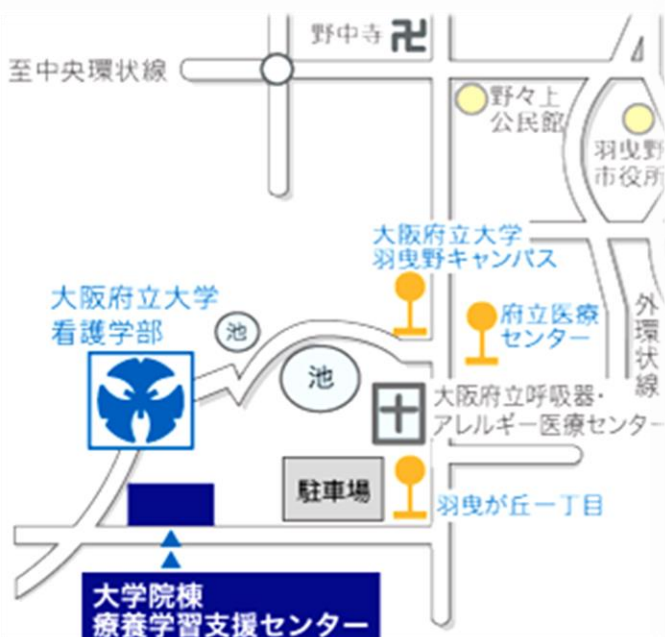 野中寺
至中央環状線
野々上
公民館
羽曳野
市役所
大阪府立大学
羽曳野キャンパス
大阪府立大学
看護学部
池
府立医療
センター
外環状線
池
大阪府立呼吸器・
アレルギー医療センター
駐車場
羽曳が丘一丁目
大学院棟
療養学習支援センター